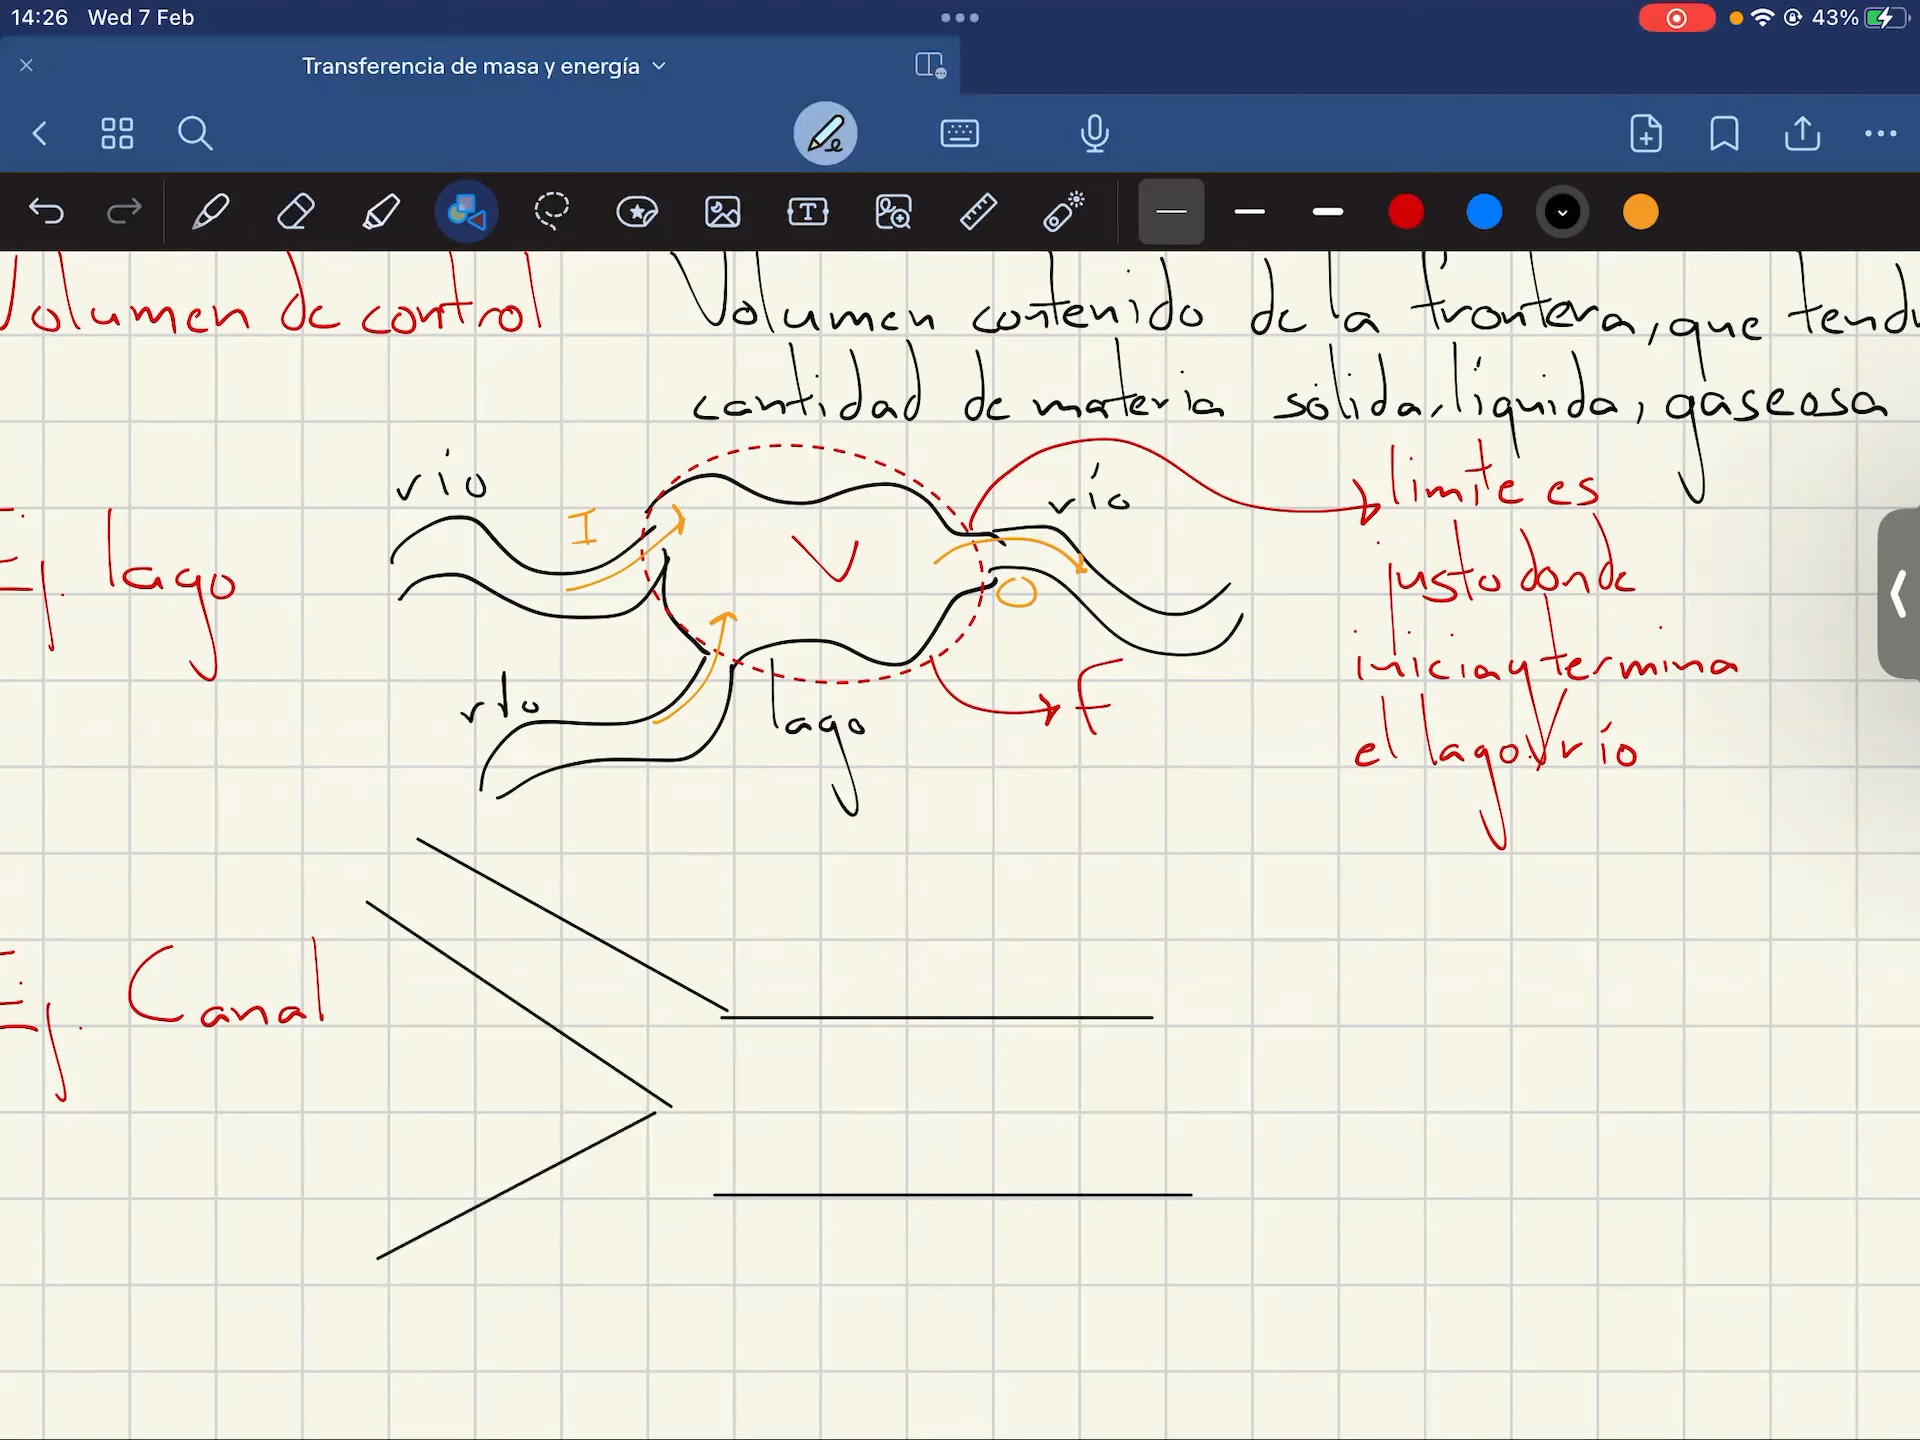 14:26 Wed 7 Feb
43%
Transferencia de masa y energía
Volumen de control
Volumen contenido de la frontera, que tendu
cantidad de materia sólida, líquida, gaseosa
río
I
río
límite es
Ej. lago
V
justo donde
O
inicia y termina
río
lago
f
el lago y río
Ej. Canal